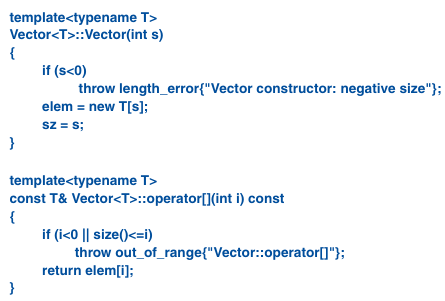 template<typename T>
Vector<T>::Vector(int s)
{
if (s<0)
throw length_error{"Vector constructor: negative size"};
elem = new T[s];
sz = s;
}
template<typename T>
const T& Vector<T>::operator[](int i) const
{
if (i<0 || size()<=i)
throw out_of_range{"Vector::operator[]"};
return elem[i];
}